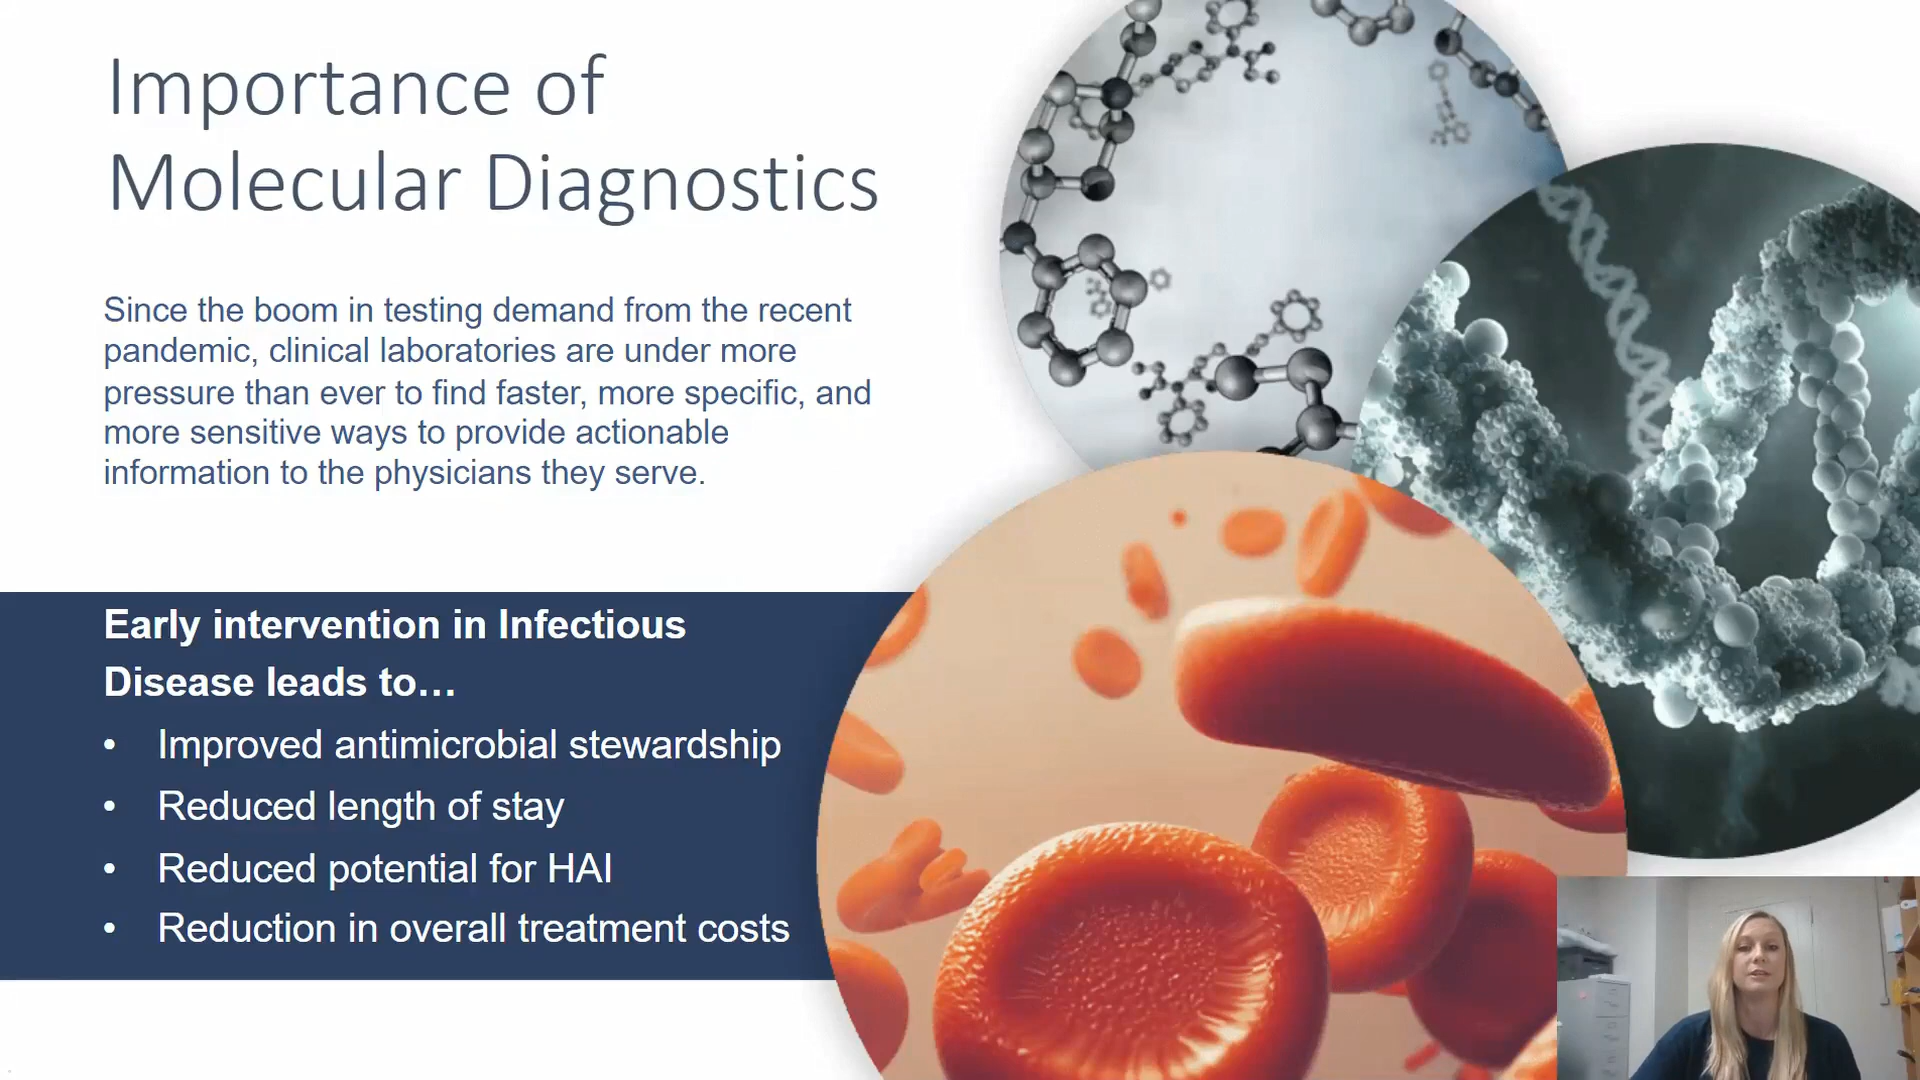 Importance of
Molecular Diagnostics
Since the boom in testing demand from the recent
pandemic, clinical laboratories are under more
pressure than ever to find faster, more specific, and
more sensitive ways to provide actionable
information to the physicians they serve.
Early intervention in Infectious
Disease leads to…
• Improved antimicrobial stewardship
• Reduced length of stay
• Reduced potential for HAI
• Reduction in overall treatment costs